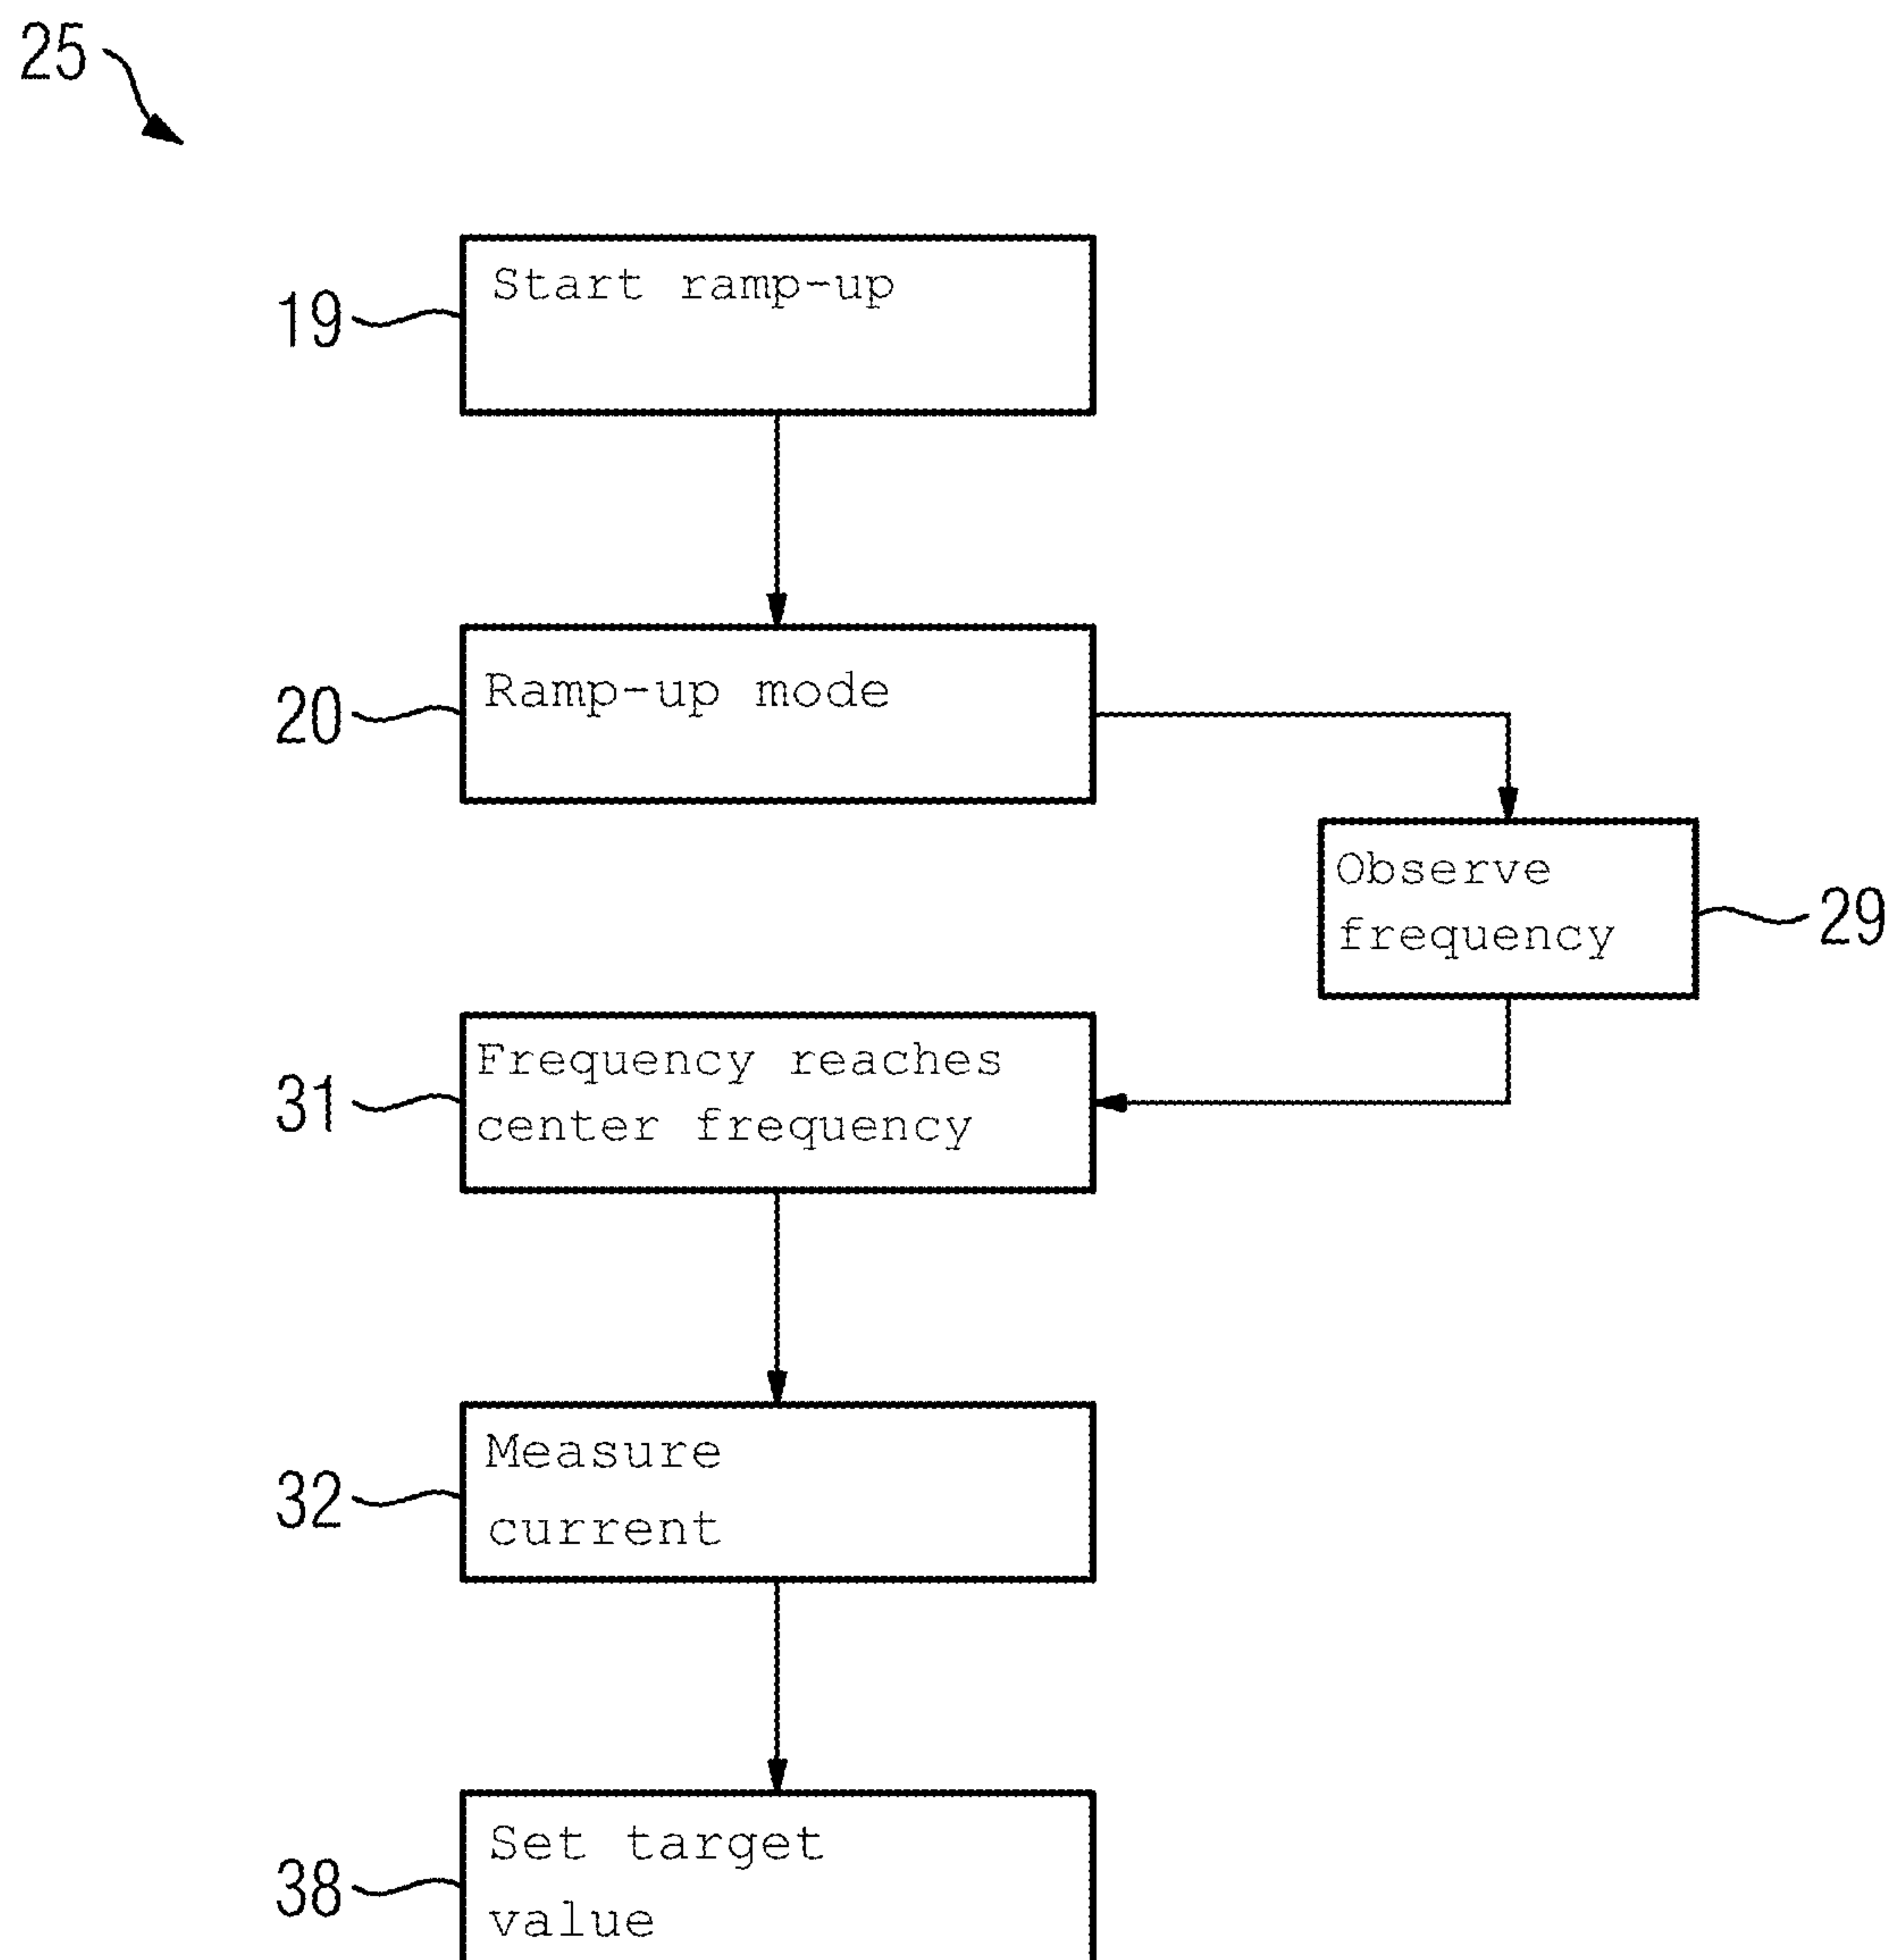 25
19
Start ramp-up
20
Ramp-up mode
Observe
frequency
29
31
Frequency reaches
center frequency
32
Measure
current
38
Set target
value